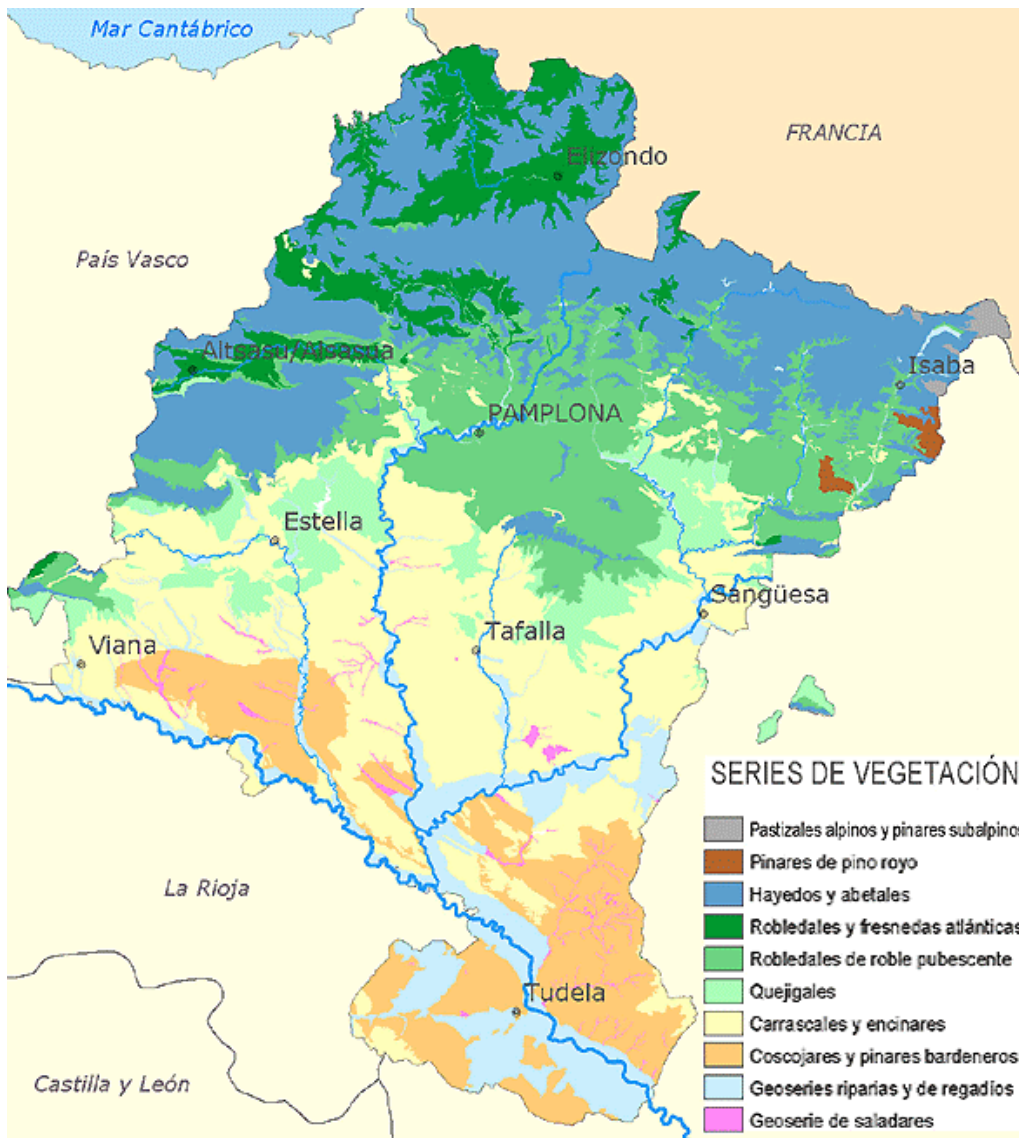 Mar Cantábrico
FRANCIA
Elizondo
País Vasco
Altsasu/Alsasua
Isaba
PAMPLONA
Estella
Sangüesa
Viana
Tafalla
La Rioja
Tudela
Castilla y León
SERIES DE VEGETACIÓN
Pastizales alpinos y pinares subalpinos
Pinares de pino royo
Hayedos y abetales
Robledales y fresnedas atlánticas
Robledales de roble pubescente
Quejigales
Carrascales y encinares
Coscojares y pinares bardeneros
Geoseries riparias y de regadíos
Geoserie de saladares